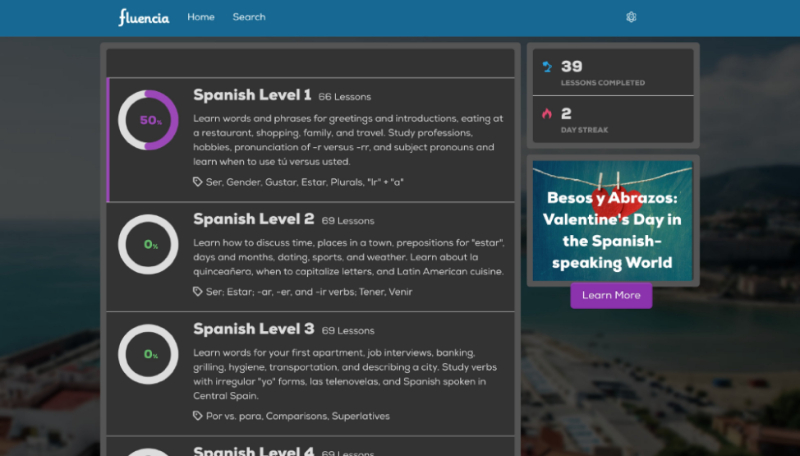 fluencia
Home
Search
50%
Spanish Level 1 66 Lessons
Learn words and phrases for greetings and introductions, eating at
a restaurant, shopping, family, and travel. Study professions,
hobbies, pronunciation of -r versus -rr, and subject pronouns and
learn when to use tú versus usted.
Ser, Gender, Gustar, Estar, Plurals, "Ir" + "a"
0%
Spanish Level 2 69 Lessons
Learn how to discuss time, places in a town, prepositions for "estar",
days and months, dating, sports, and weather. Learn about la
quinceañera, when to capitalize letters, and Latin American cuisine.
Ser; Estar; -ar, -er, and -ir verbs; Tener, Venir
0%
Spanish Level 3 69 Lessons
Learn words for your first apartment, job interviews, banking,
grilling, hygiene, transportation, and describing a city. Study verbs
with irregular "yo" forms, las telenovelas, and Spanish spoken in
Central Spain.
Por vs. para, Comparisons, Superlatives
Spanish Level 4 69 Lessons
39
LESSONS COMPLETED
2
DAY STREAK
Besos y Abrazos:
Valentine's Day in
the Spanish-
speaking World
Learn More